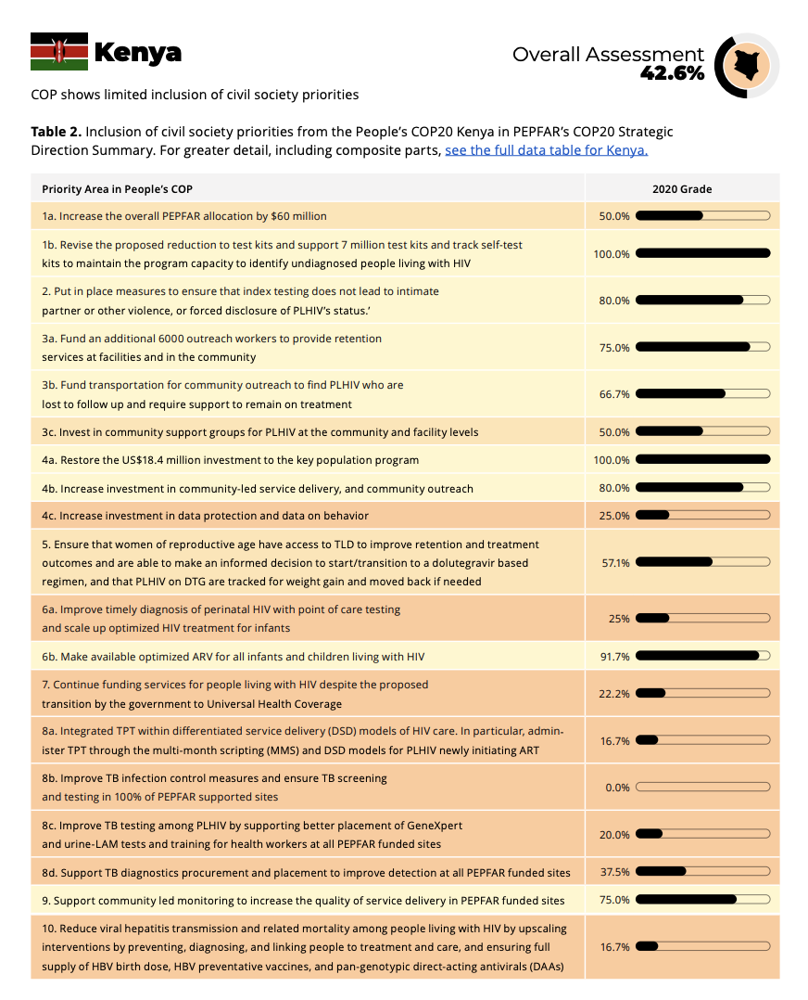 Kenya
Overall Assessment
42.6%
COP shows limited inclusion of civil society priorities
Table 2. Inclusion of civil society priorities from the People’s COP20 Kenya in PEPFAR’s COP20 Strategic
Direction Summary. For greater detail, including composite parts, see the full data table for Kenya.
Priority Area in People’s COP 2020 Grade
1a. Increase the overall PEPFAR allocation by $60 million 50.0%
1b. Revise the proposed reduction to test kits and support 7 million test kits and track self-test
kits to maintain the program capacity to identify undiagnosed people living with HIV
100.0%
2. Put in place measures to ensure that index testing does not lead to intimate
partner or other violence, or forced disclosure of PLHIV’s status.’
80.0%
3a. Fund an additional 6000 outreach workers to provide retention
services at facilities and in the community
75.0%
3b. Fund transportation for community outreach to find PLHIV who are
lost to follow up and require support to remain on treatment
66.7%
3c. Invest in community support groups for PLHIV at the community and facility levels 50.0%
4a. Restore the US$18.4 million investment to the key population program 100.0%
4b. Increase investment in community-led service delivery, and community outreach 80.0%
4c. Increase investment in data protection and data on behavior 25.0%
5. Ensure that women of reproductive age have access to TLD to improve retention and treatment
outcomes and are able to make an informed decision to start/transition to a dolutegravir based
regimen, and that PLHIV on DTG are tracked for weight gain and moved back if needed
57.1%
6a. Improve timely diagnosis of perinatal HIV with point of care testing
and scale up optimized HIV treatment for infants
25%
6b. Make available optimized ARV for all infants and children living with HIV 91.7%
7. Continue funding services for people living with HIV despite the proposed
transition by the government to Universal Health Coverage
22.2%
8a. Integrated TPT within differentiated service delivery (DSD) models of HIV care. In particular, admin-
ister TPT through the multi-month scripting (MMS) and DSD models for PLHIV newly initiating ART
16.7%
8b. Improve TB infection control measures and ensure TB screening
and testing in 100% of PEPFAR supported sites
0.0%
8c. Improve TB testing among PLHIV by supporting better placement of GeneXpert
and urine-LAM tests and training for health workers at all PEPFAR funded sites
20.0%
8d. Support TB diagnostics procurement and placement to improve detection at all PEPFAR funded sites 37.5%
9. Support community led monitoring to increase the quality of service delivery in PEPFAR funded sites 75.0%
10. Reduce viral hepatitis transmission and related mortality among people living with HIV by upscaling
interventions by preventing, diagnosing, and linking people to treatment and care, and ensuring full
supply of HBV birth dose, HBV preventative vaccines, and pan-genotypic direct-acting antivirals (DAAs)
16.7%